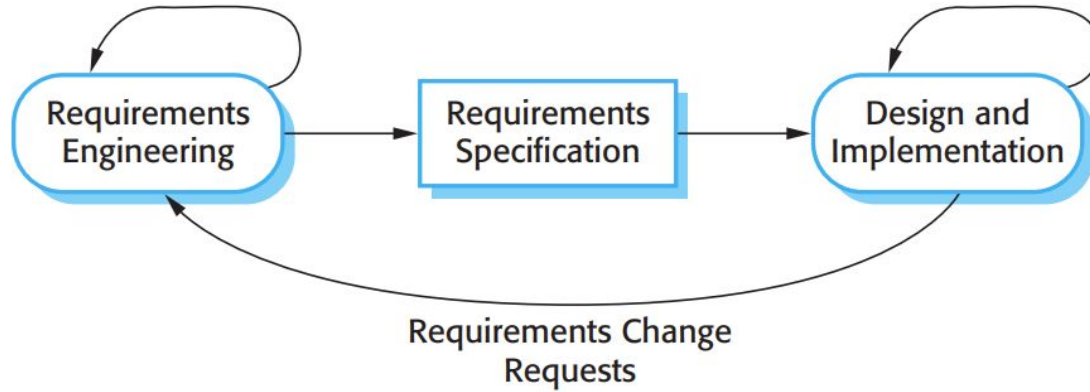 Requirements
Engineering
Requirements
Specification
Design and
Implementation
Requirements Change
Requests